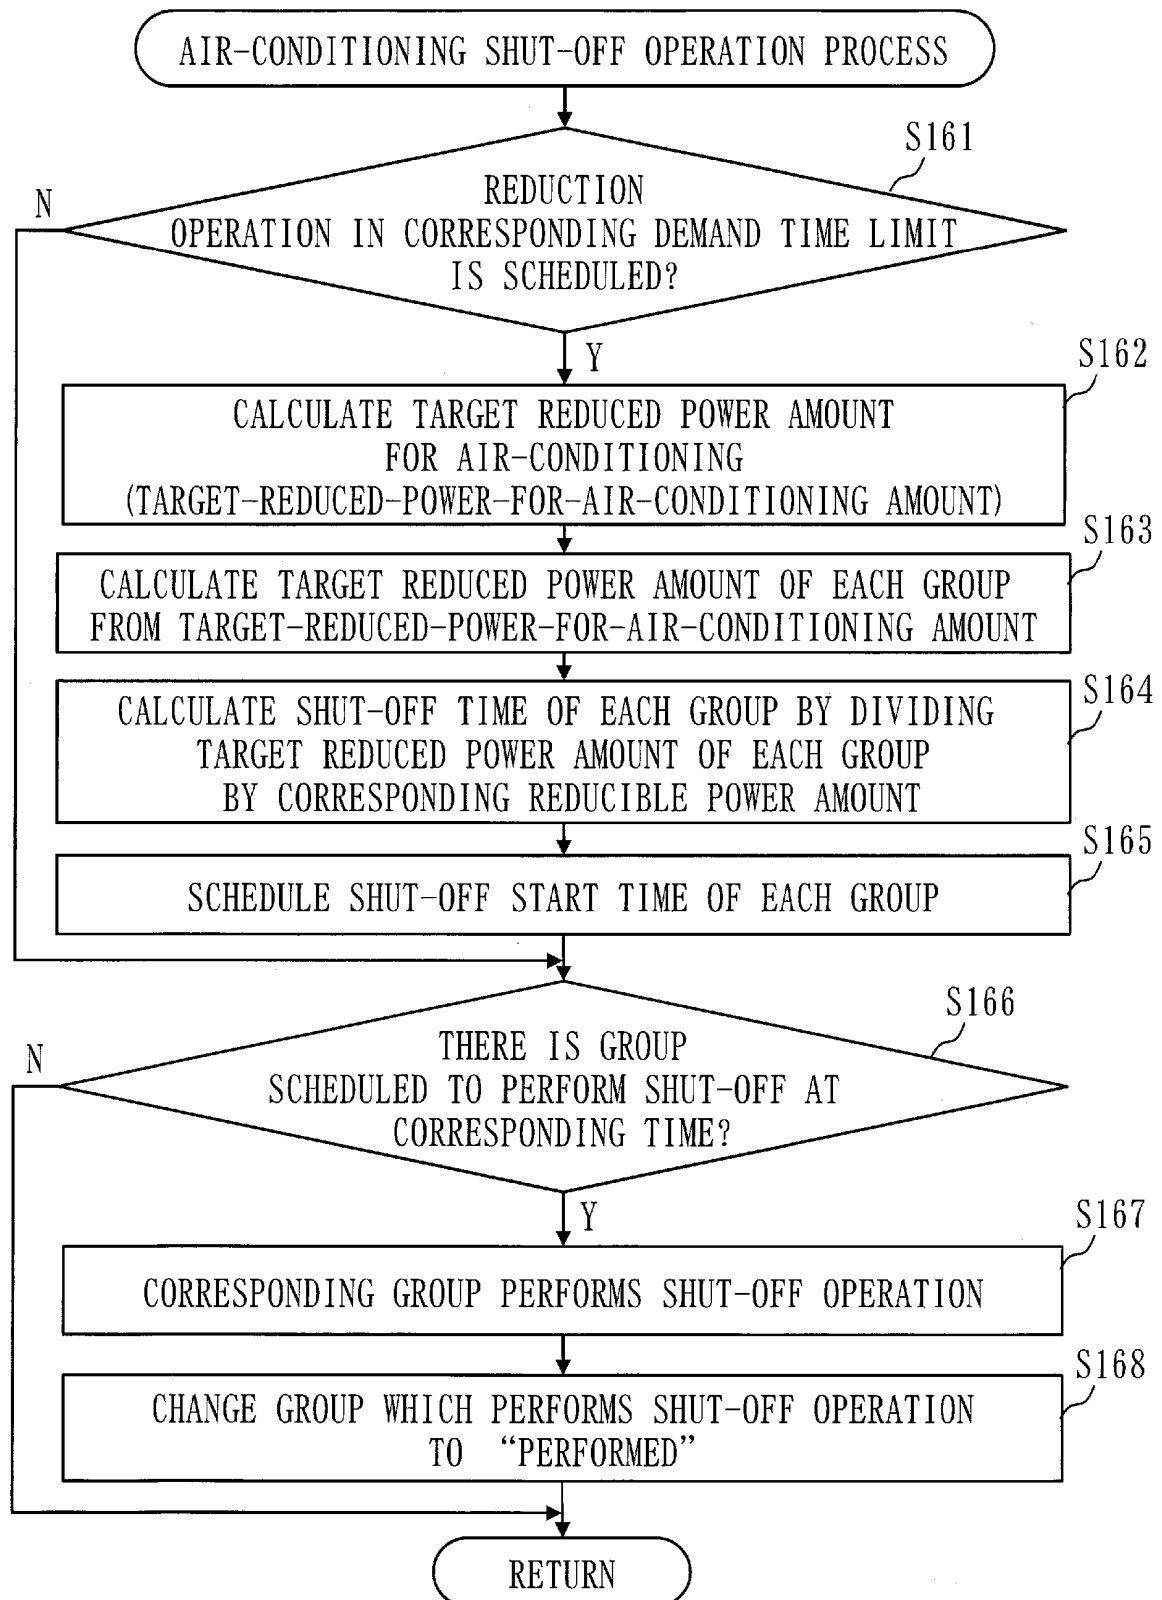 AIR-CONDITIONING SHUT-OFF OPERATION PROCESS
S161
N
REDUCTION
OPERATION IN CORRESPONDING DEMAND TIME LIMIT
IS SCHEDULED?
Y
S162
CALCULATE TARGET REDUCED POWER AMOUNT
FOR AIR-CONDITIONING
(TARGET-REDUCED-POWER-FOR-AIR-CONDITIONING AMOUNT)
S163
CALCULATE TARGET REDUCED POWER AMOUNT OF EACH GROUP
FROM TARGET-REDUCED-POWER-FOR-AIR-CONDITIONING AMOUNT
S164
CALCULATE SHUT-OFF TIME OF EACH GROUP BY DIVIDING
TARGET REDUCED POWER AMOUNT OF EACH GROUP
BY CORRESPONDING REDUCIBLE POWER AMOUNT
S165
SCHEDULE SHUT-OFF START TIME OF EACH GROUP
S166
N
THERE IS GROUP
SCHEDULED TO PERFORM SHUT-OFF AT
CORRESPONDING TIME?
Y
S167
CORRESPONDING GROUP PERFORMS SHUT-OFF OPERATION
S168
CHANGE GROUP WHICH PERFORMS SHUT-OFF OPERATION
TO “PERFORMED”
RETURN